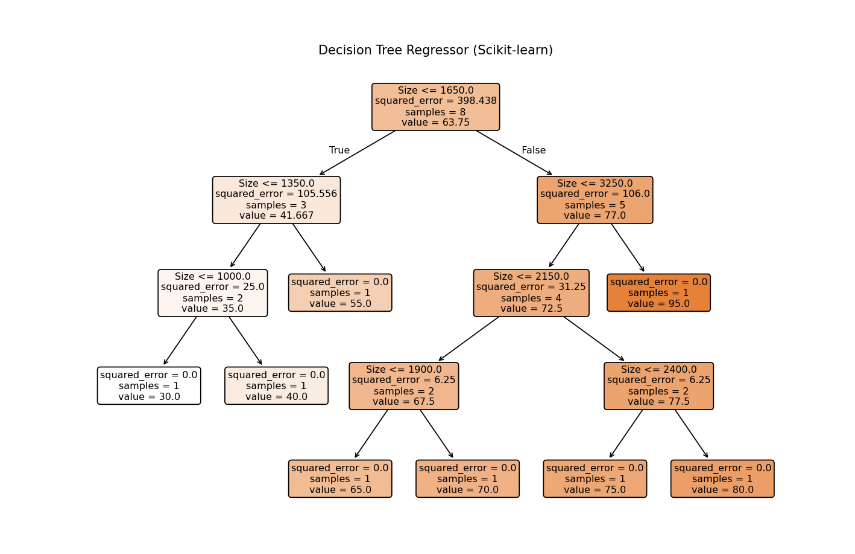 Decision Tree Regressor (Scikit-learn)
Size <= 1650.0
squared_error = 398.438
samples = 8
value = 63.75
True
False
Size <= 1350.0
squared_error = 105.556
samples = 3
value = 41.667
Size <= 3250.0
squared_error = 106.0
samples = 5
value = 77.0
Size <= 1000.0
squared_error = 25.0
samples = 2
value = 35.0
squared_error = 0.0
samples = 1
value = 55.0
Size <= 2150.0
squared_error = 31.25
samples = 4
value = 72.5
squared_error = 0.0
samples = 1
value = 95.0
squared_error = 0.0
samples = 1
value = 30.0
squared_error = 0.0
samples = 1
value = 40.0
Size <= 1900.0
squared_error = 6.25
samples = 2
value = 67.5
Size <= 2400.0
squared_error = 6.25
samples = 2
value = 77.5
squared_error = 0.0
samples = 1
value = 65.0
squared_error = 0.0
samples = 1
value = 70.0
squared_error = 0.0
samples = 1
value = 75.0
squared_error = 0.0
samples = 1
value = 80.0